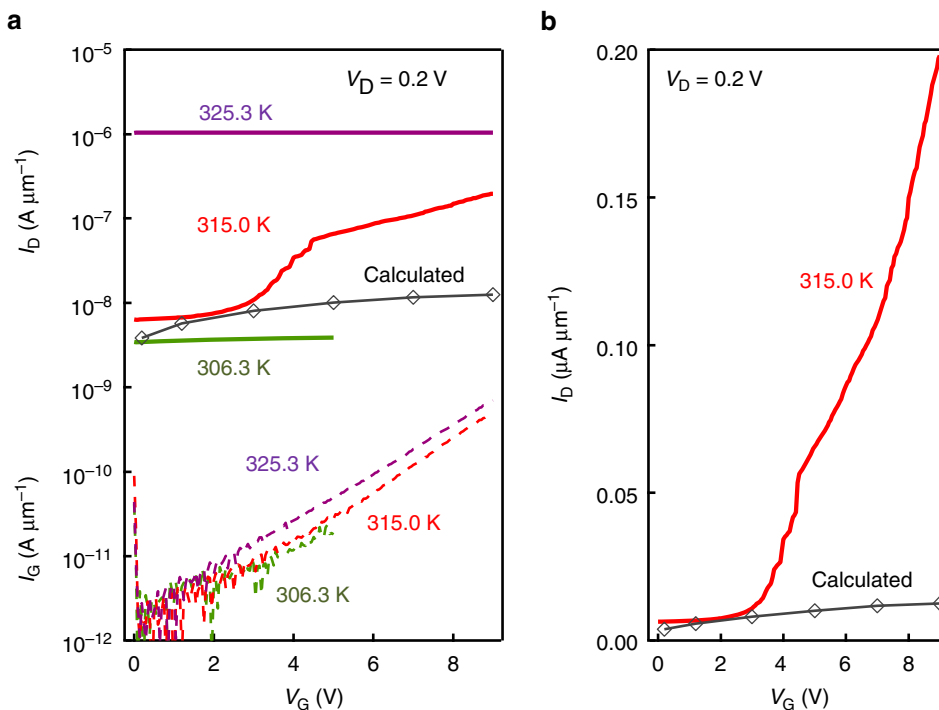 a
10⁻⁵
V_D = 0.2 V
325.3 K
10⁻⁶
I_D (A μm⁻¹)
10⁻⁷
315.0 K
Calculated
10⁻⁸
306.3 K
10⁻⁹
325.3 K
10⁻¹⁰
I_G (A μm⁻¹)
315.0 K
10⁻¹¹
306.3 K
10⁻¹²
0 2 4 6 8
V_G (V)
b
0.20
V_D = 0.2 V
0.15
315.0 K
I_D (μA μm⁻¹)
0.10
0.05
Calculated
0.00
0 2 4 6 8
V_G (V)